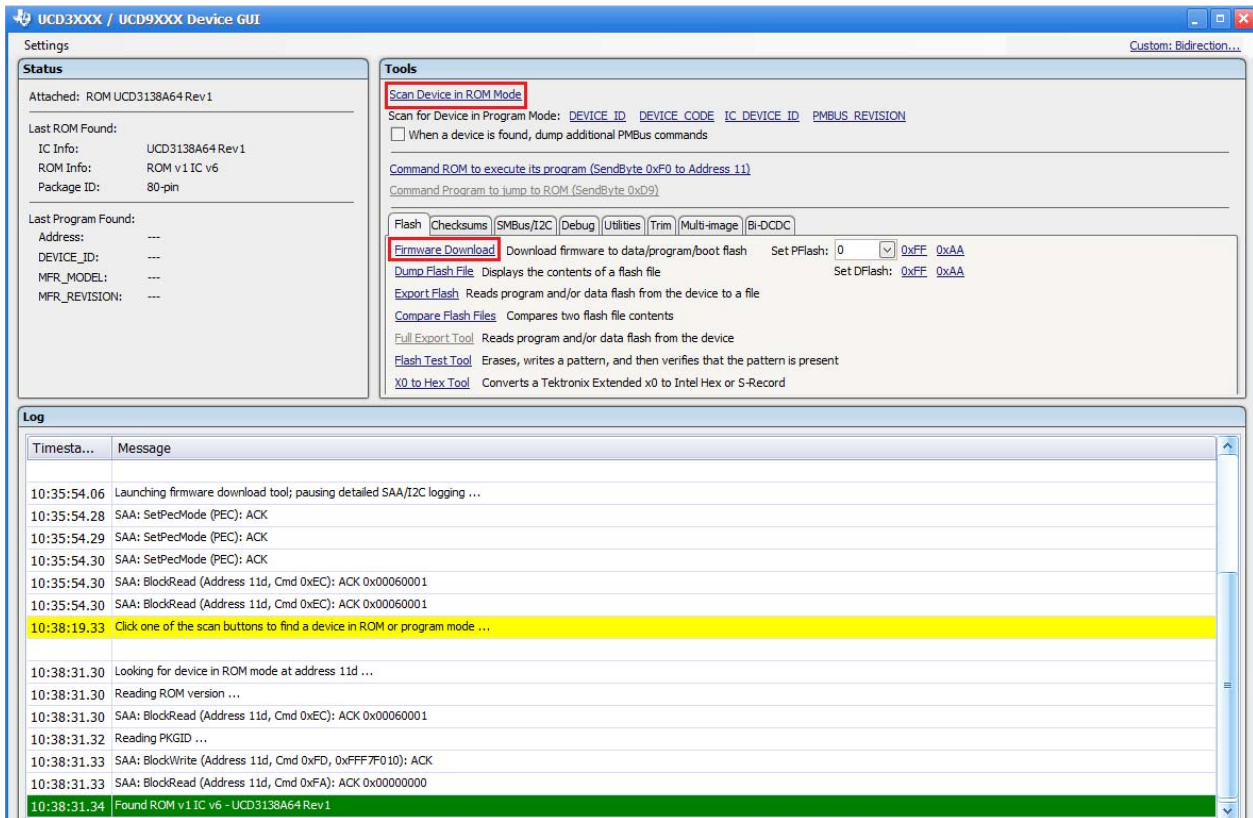 UCD3XXX / UCD9XXX Device GUI
Settings
Custom: Bidirection...
Status
Attached: ROM UCD3138A64 Rev1
Last ROM Found:
IC Info: UCD3138A64 Rev1
ROM Info: ROM v1 IC v6
Package ID: 80-pin
Last Program Found:
Address: ---
DEVICE_ID: ---
MFR_MODEL: ---
MFR_REVISION: ---
Tools
Scan Device in ROM Mode
Scan for Device in Program Mode: DEVICE_ID DEVICE_CODE IC_DEVICE_ID PMBUS_REVISION
When a device is found, dump additional PMBus commands
Command ROM to execute its program (SendByte 0xF0 to Address 11)
Command Program to jump to ROM (SendByte 0xD9)
Flash Checksums SMBus/I2C Debug Utilities Trim Multi-image Bi-DCDC
Firmware Download Download firmware to data/program/boot flash Set PFlash: 0 0xFF 0xAA
Dump Flash File Displays the contents of a flash file Set DFlash: 0xFF 0xAA
Export Flash Reads program and/or data flash from the device to a file
Compare Flash Files Compares two flash file contents
Full Export Tool Reads program and/or data flash from the device
Flash Test Tool Erases, writes a pattern, and then verifies that the pattern is present
X0 to Hex Tool Converts a Tektronix Extended x0 to Intel Hex or S-Record
Log
Timesta... Message
10:35:54.06 Launching firmware download tool; pausing detailed SAA/I2C logging ...
10:35:54.28 SAA: SetPecMode (PEC): ACK
10:35:54.29 SAA: SetPecMode (PEC): ACK
10:35:54.30 SAA: SetPecMode (PEC): ACK
10:35:54.30 SAA: BlockRead (Address 11d, Cmd 0xEC): ACK 0x00060001
10:35:54.30 SAA: BlockRead (Address 11d, Cmd 0xEC): ACK 0x00060001
10:38:19.33 Click one of the scan buttons to find a device in ROM or program mode ...
10:38:31.30 Looking for device in ROM mode at address 11d ...
10:38:31.30 Reading ROM version ...
10:38:31.30 SAA: BlockRead (Address 11d, Cmd 0xEC): ACK 0x00060001
10:38:31.32 Reading PKGID ...
10:38:31.33 SAA: BlockWrite (Address 11d, Cmd 0xFD, 0xFFF7F010): ACK
10:38:31.33 SAA: BlockRead (Address 11d, Cmd 0xFA): ACK 0x00000000
10:38:31.34 Found ROM v1 IC v6 - UCD3138A64 Rev1